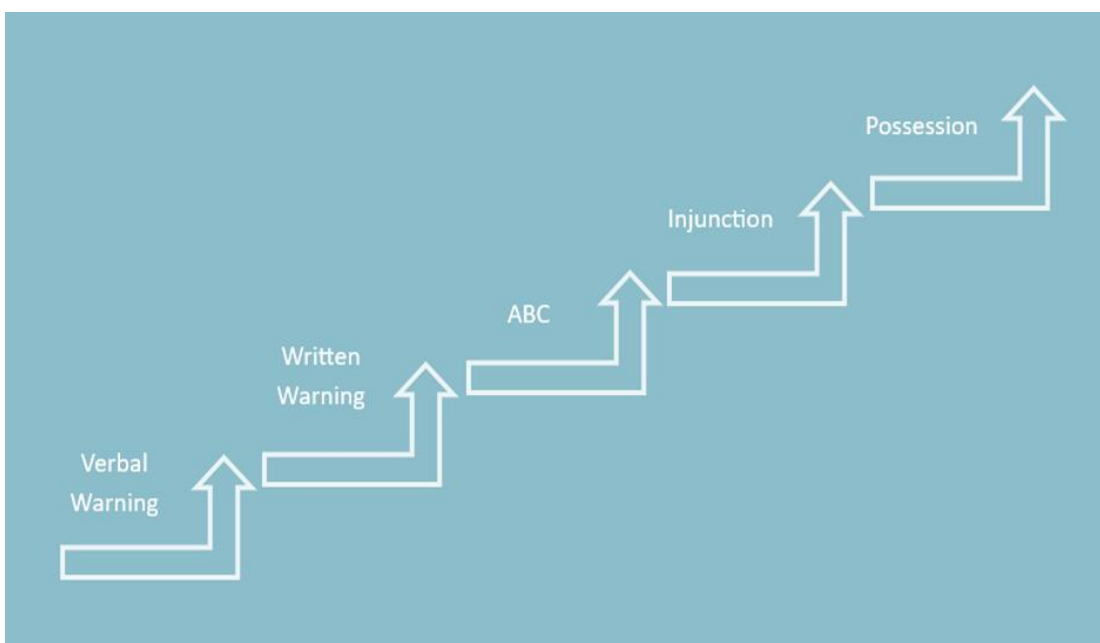 Possession
Injunction
ABC
Written
Warning
Verbal
Warning